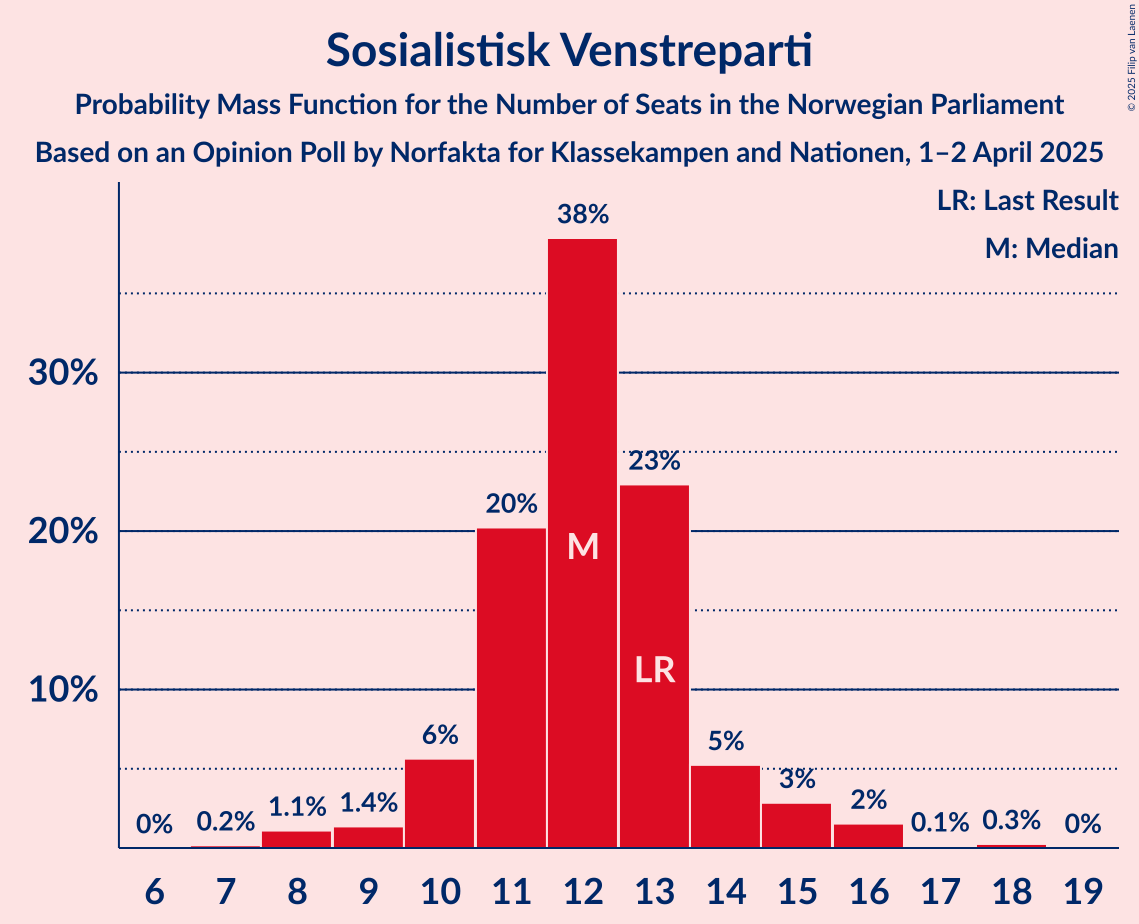 Sosialistisk Venstreparti
Probability Mass Function for the Number of Seats in the Norwegian Parliament
Based on an Opinion Poll by Norfakta for Klassekampen and Nationen, 1–2 April 2025
© 2025 Filip van Laenen
LR: Last Result
M: Median
38%
30%
23%
20%
20%
M
LR
10%
6%
5%
3%
2%
1.4%
1.1%
0.3%
0.2%
0.1%
0%
0%
6 7 8 9 10 11 12 13 14 15 16 17 18 19